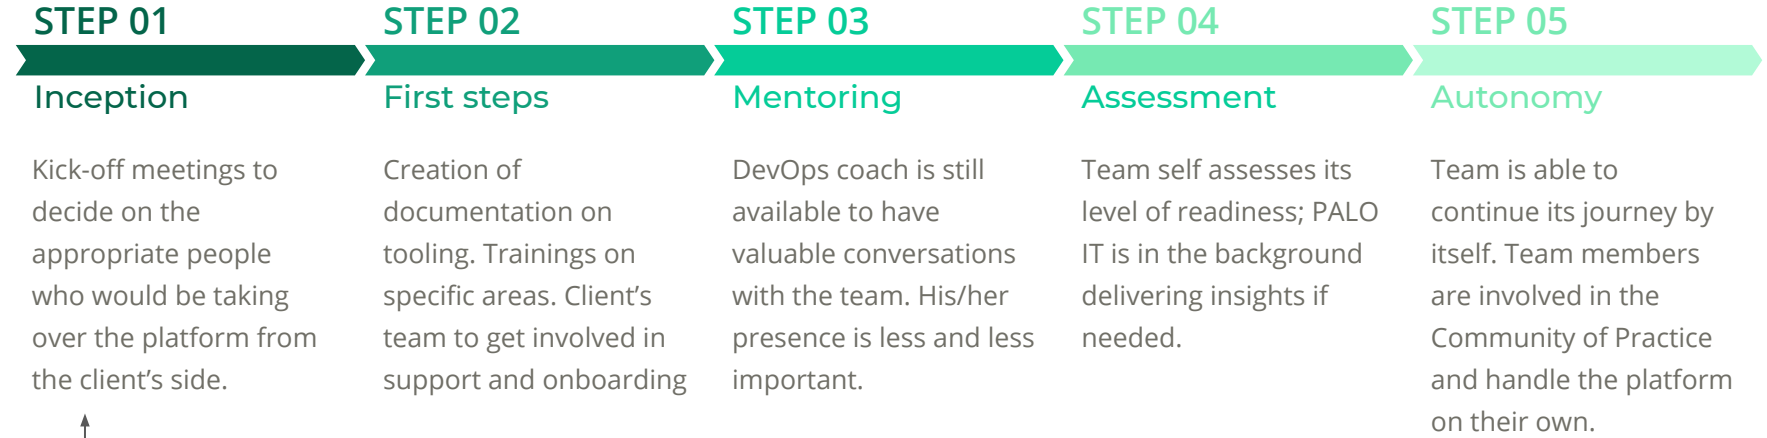 STEP 01
Inception
Kick-off meetings to
decide on the
appropriate people
who would be taking
over the platform from
the client’s side.
STEP 02
First steps
Creation of
documentation on
tooling. Trainings on
specific areas. Client’s
team to get involved in
support and onboarding
STEP 03
Mentoring
DevOps coach is still
available to have
valuable conversations
with the team. His/her
presence is less and less
important.
STEP 04
Assessment
Team self assesses its
level of readiness; PALO
IT is in the background
delivering insights if
needed.
STEP 05
Autonomy
Team is able to
continue its journey by
itself. Team members
are involved in the
Community of Practice
and handle the platform
on their own.